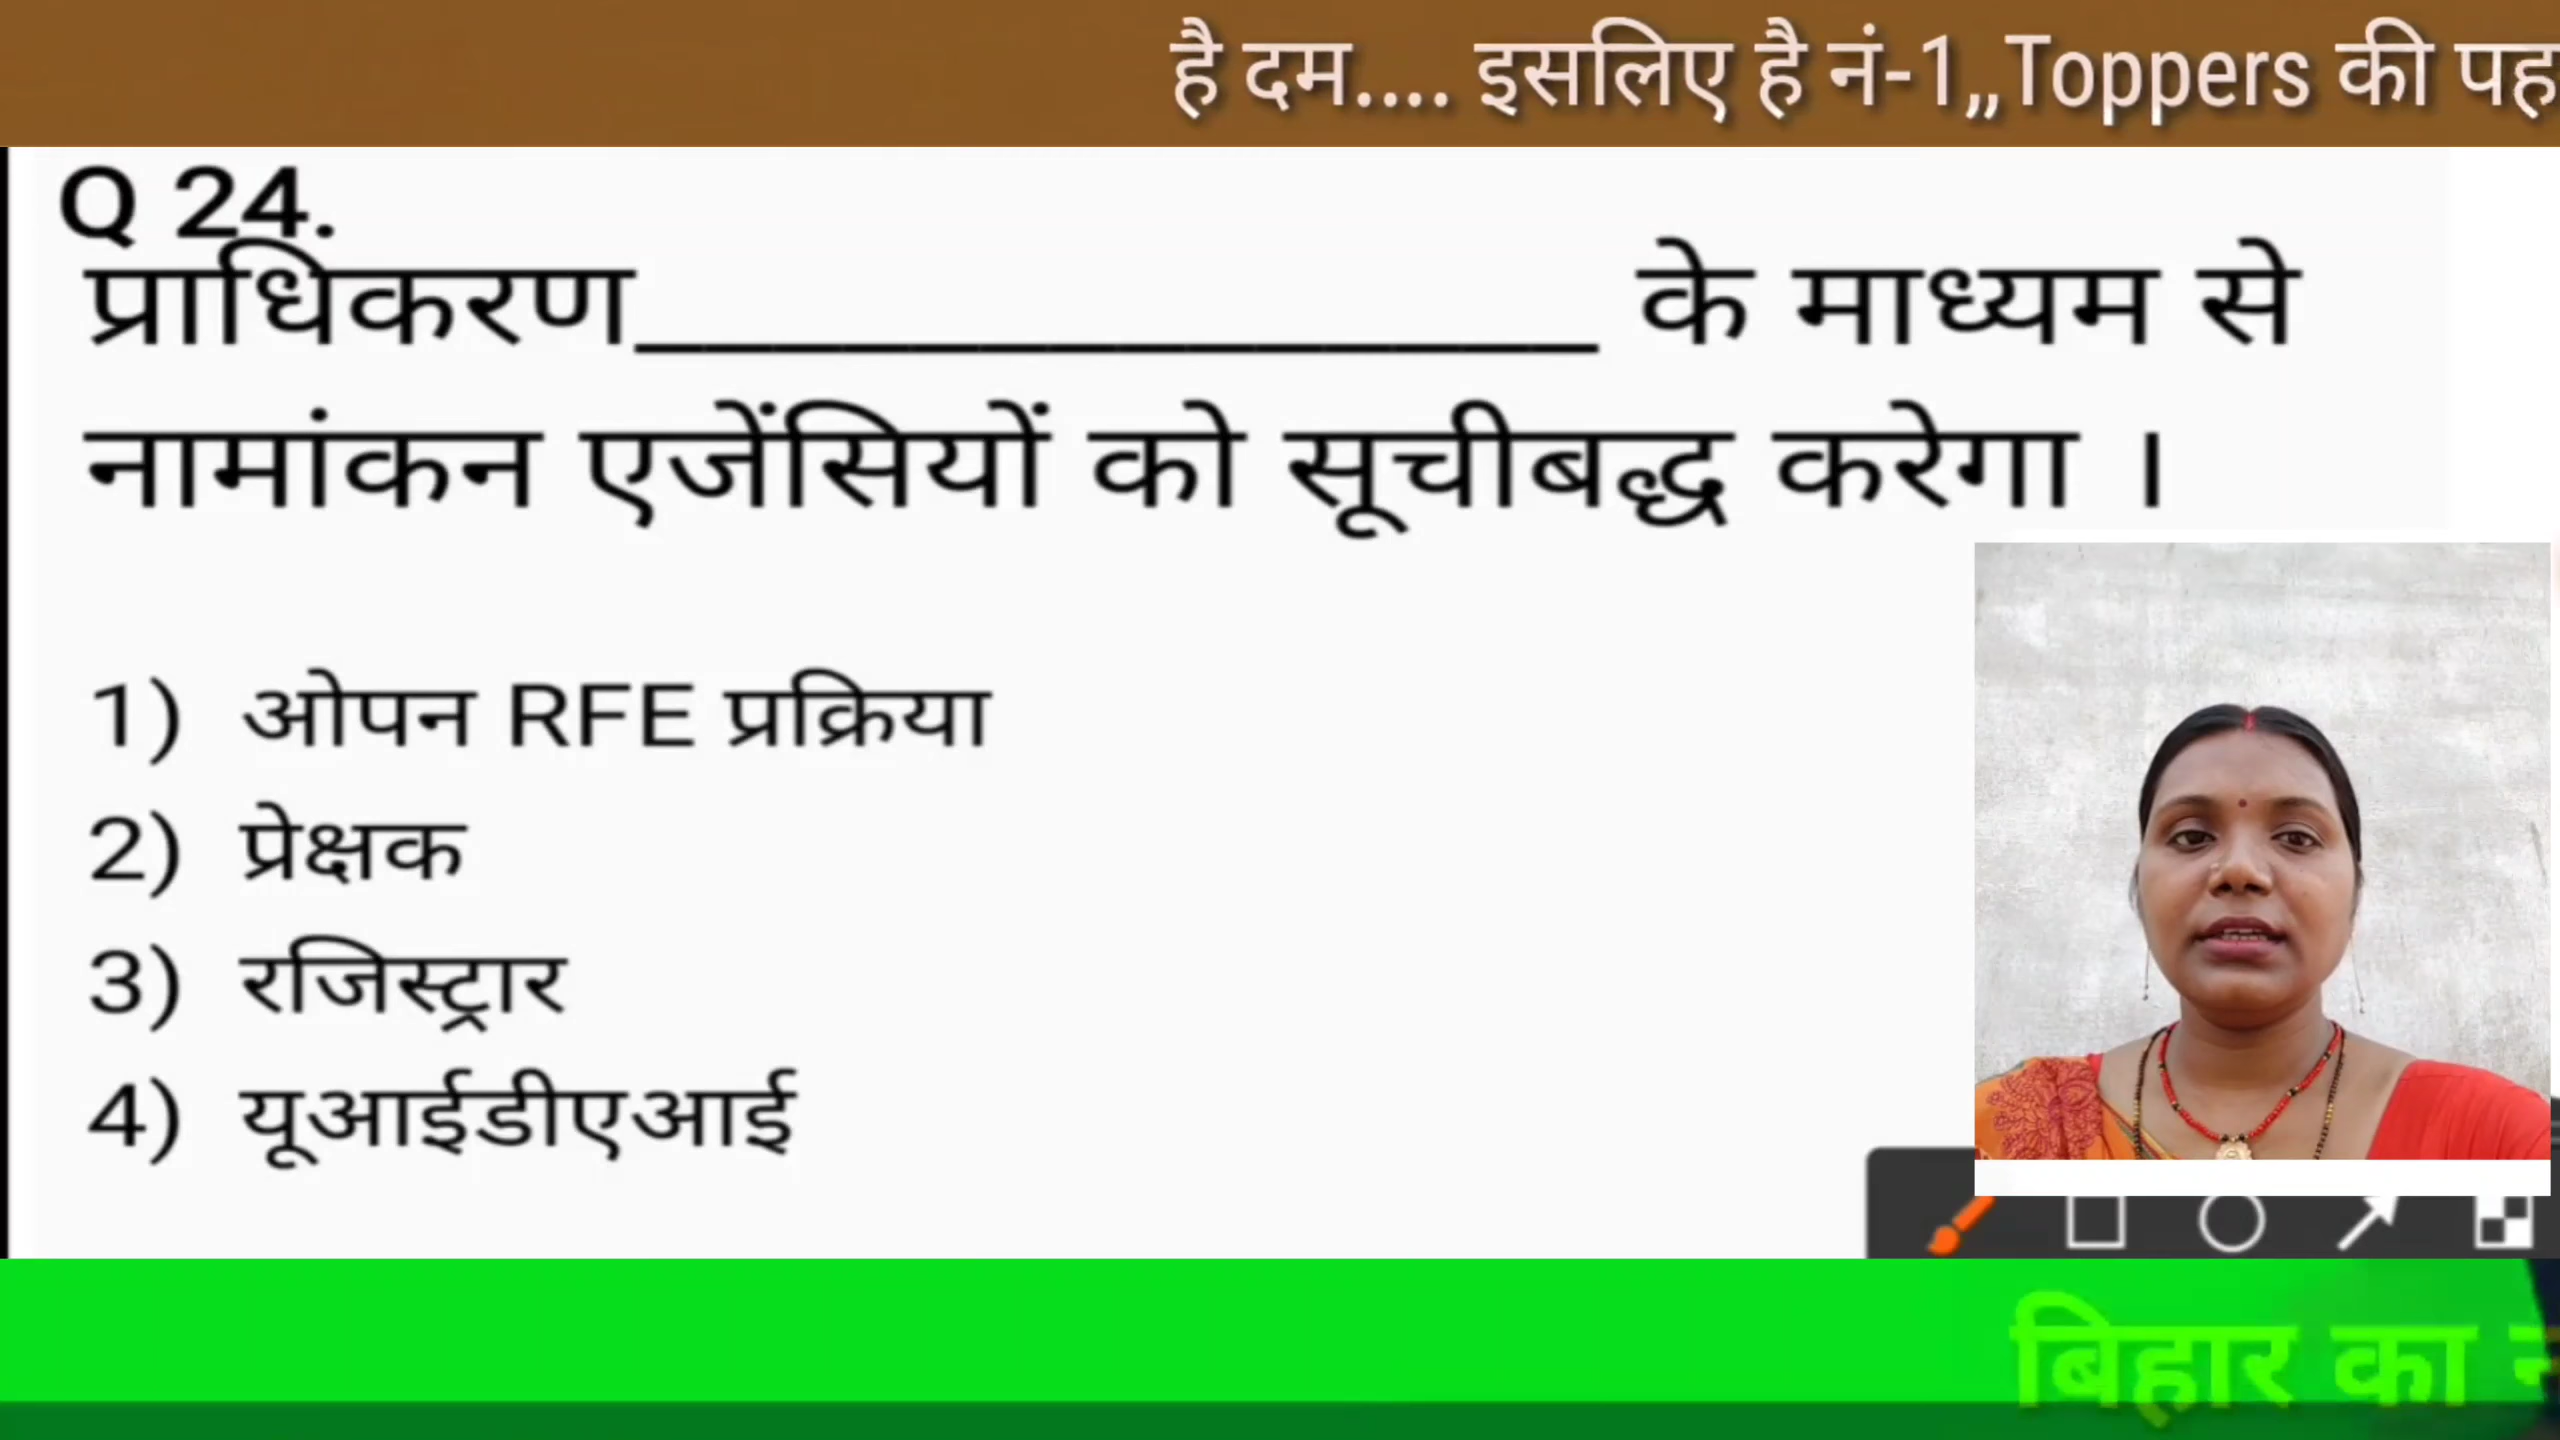 है दम.... इसलिए है नं-1,,Toppers की पह
Q 24.
प्राधिकरण______________ के माध्यम से
नामांकन एजेंसियों को सूचीबद्ध करेगा ।
1) ओपन RFE प्रक्रिया
2) प्रेक्षक
3) रजिस्ट्रार
4) यूआईडीएआई
बिहार का